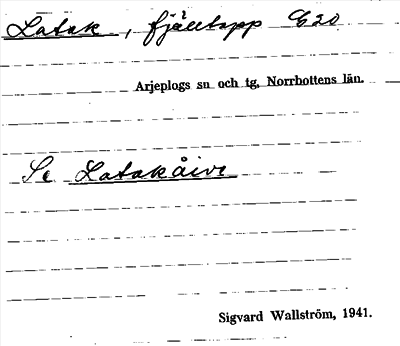 Latak, fjälltopp G20
Arjeplogs sn och tg, Norrbottens län.
Se Latakåive
Sigvard Wallström, 1941.